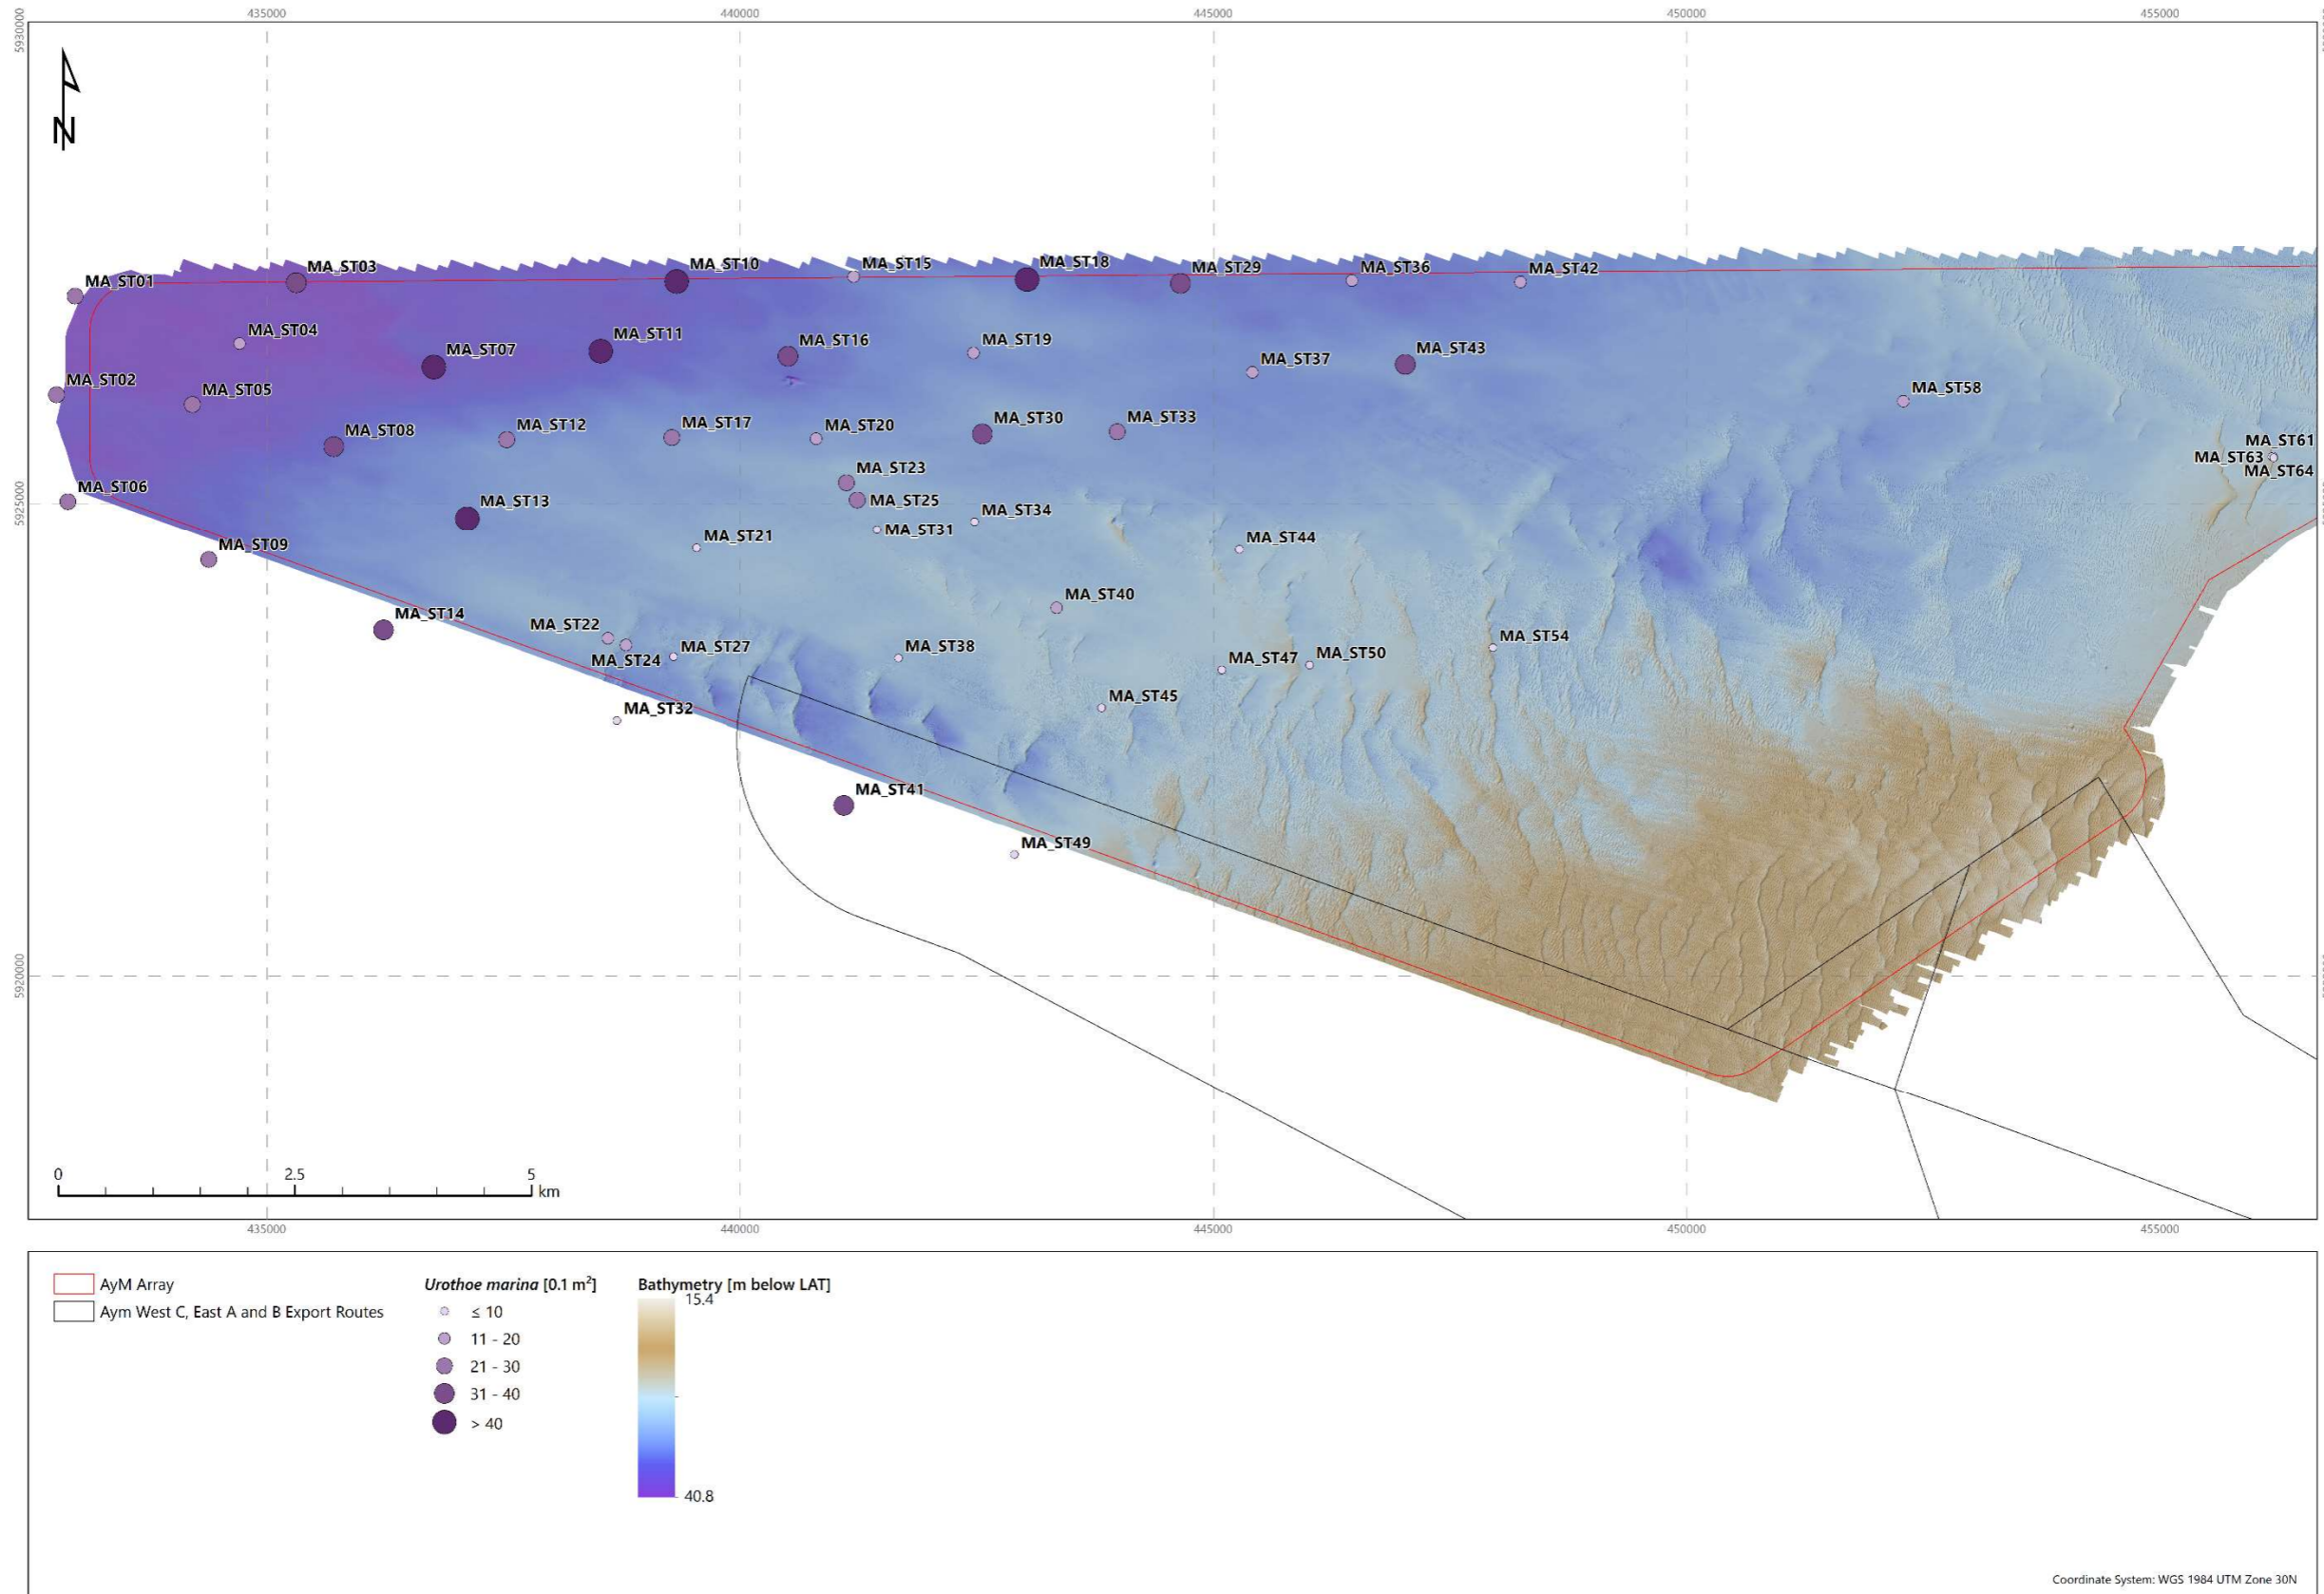 435000
440000
445000
450000
455000
5930000
N
MA_ST01
MA_ST03
MA_ST10
MA_ST15
MA_ST18
MA_ST29
MA_ST36
MA_ST42
MA_ST04
MA_ST07
MA_ST11
MA_ST16
MA_ST19
MA_ST37
MA_ST43
MA_ST02
MA_ST05
MA_ST58
MA_ST08
MA_ST12
MA_ST17
MA_ST20
MA_ST30
MA_ST33
MA_ST61
MA_ST63
MA_ST64
MA_ST23
MA_ST06
MA_ST13
MA_ST25
5925000
MA_ST34
MA_ST31
MA_ST09
MA_ST21
MA_ST44
MA_ST40
MA_ST14
MA_ST22
MA_ST24
MA_ST27
MA_ST38
MA_ST47
MA_ST50
MA_ST54
MA_ST32
MA_ST45
MA_ST41
MA_ST49
5920000
0
2.5
5
km
435000
440000
445000
450000
455000
AyM Array
Aym West C, East A and B Export Routes
Urothoe marina [0.1 m²]
≤ 10
11 - 20
21 - 30
31 - 40
> 40
Bathymetry [m below LAT]
15.4
40.8
Coordinate System: WGS 1984 UTM Zone 30N